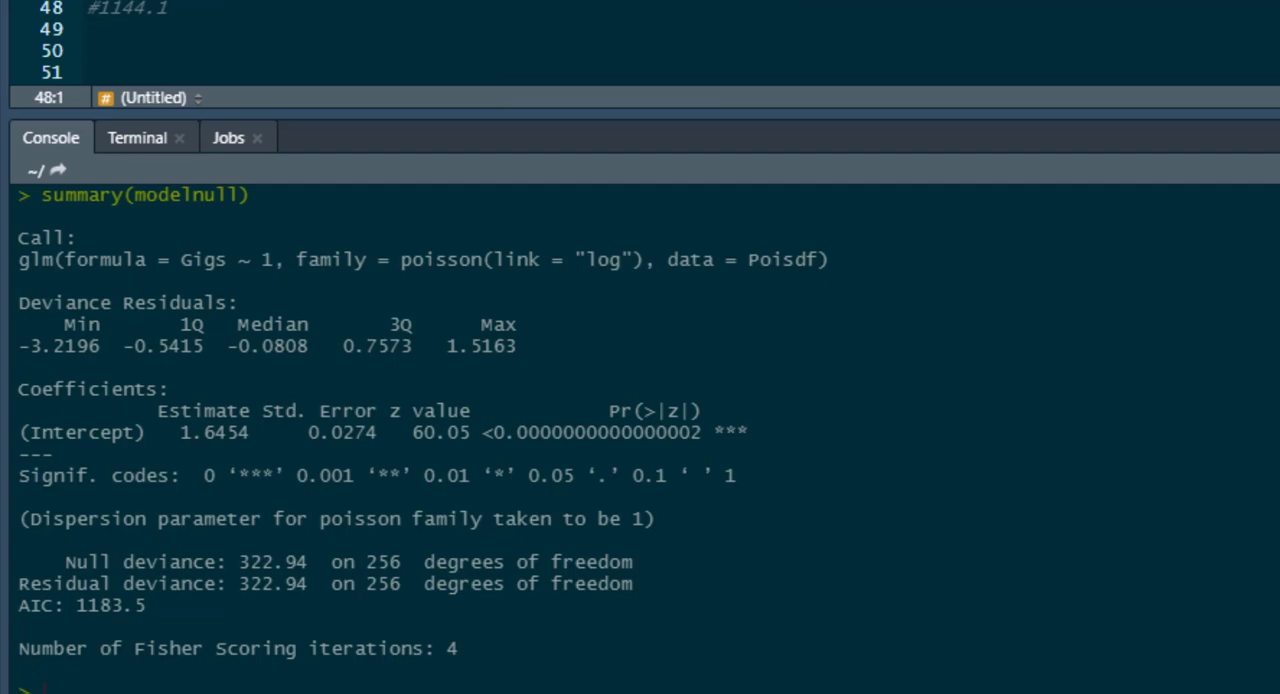 48 #1144.1
49
50
51
48:1 # (Untitled)
Console Terminal × Jobs ×
~/
> summary(modelnull)
Call:
glm(formula = Gigs ~ 1, family = poisson(link = "log"), data = Poisdf)
Deviance Residuals:
Min 1Q Median 3Q Max
-3.2196 -0.5415 -0.0808 0.7573 1.5163
Coefficients:
Estimate Std. Error z value Pr(>|z|)
(Intercept) 1.6454 0.0274 60.05 <0.0000000000000002 ***
---
Signif. codes: 0 ‘***’ 0.001 ‘**’ 0.01 ‘*’ 0.05 ‘.’ 0.1 ‘ ’ 1
(Dispersion parameter for poisson family taken to be 1)
Null deviance: 322.94 on 256 degrees of freedom
Residual deviance: 322.94 on 256 degrees of freedom
AIC: 1183.5
Number of Fisher Scoring iterations: 4
>